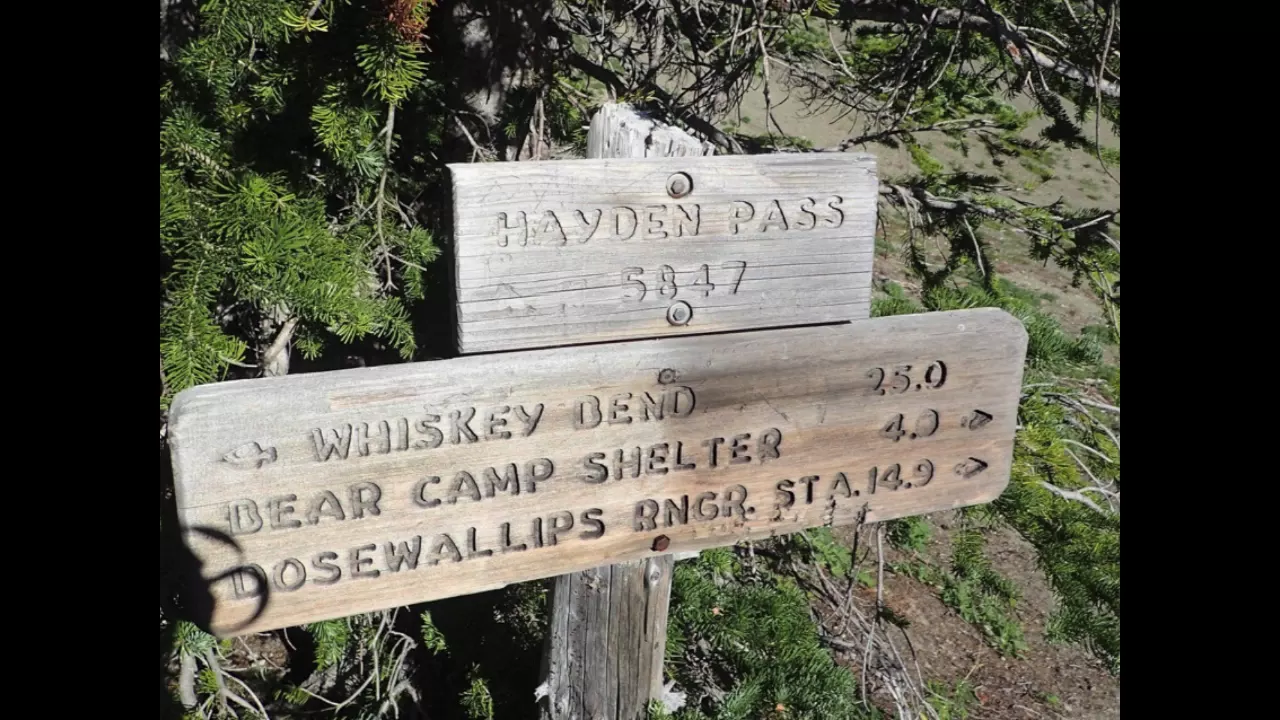 HAYDEN PASS
5847
WHISKEY BEND 25.0
BEAR CAMP SHELTER 4.0
DOSEWALLIPS RNGR. STA. 14.9